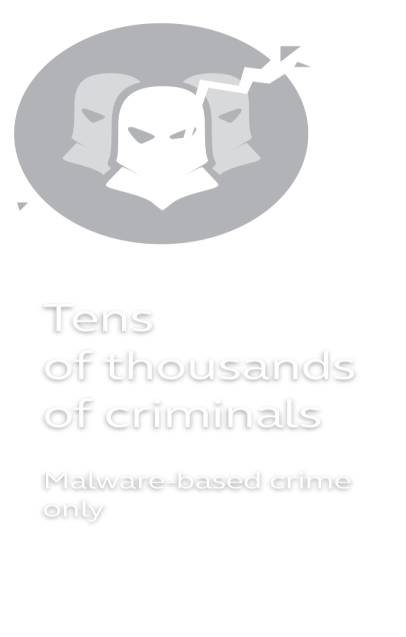 Tens
of thousands
of criminals
Malware-based crime
only